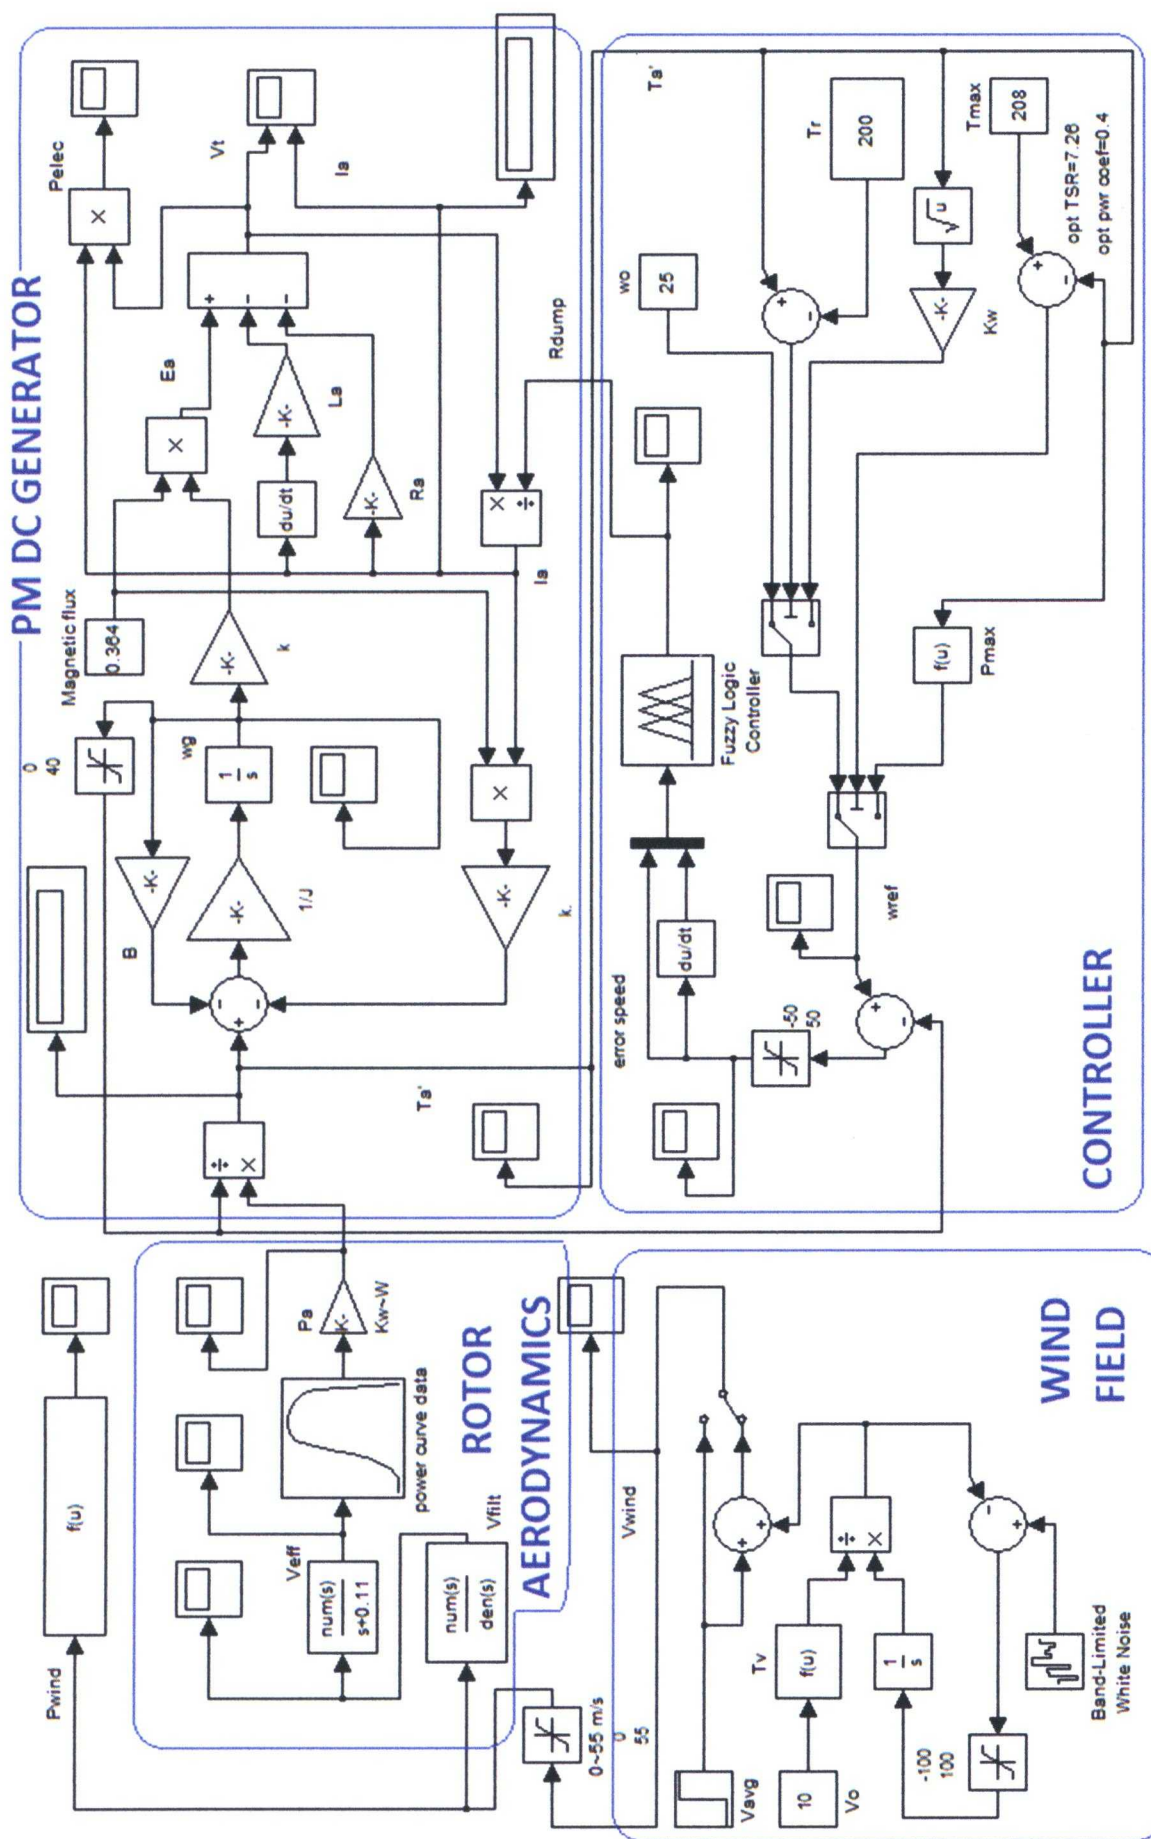 PM DC GENERATOR
Pelec
×
Vt
Ia
Ea
×
+
−
−
La
-K-
du/dt
Ra
-K-
Rdump
×
÷
Ia
Magnetic flux
0.364
k
-K-
0
40
wg
1
s
B
-K-
1/J
-K-
×
-K-
k.
−
+
−
Ta'
÷
×
Pwind
f(u)
Pa
K-
Kw~W
power curve data
Veff
num(s)
s+0.11
num(s)
den(s)
Vfilt
ROTOR
AERODYNAMICS
0~55 m/s
0
55
CONTROLLER
Ta'
Tr
200
Tmax
208
opt TSR=7.26
opt pwr coef=0.4
√u
-K-
Kw
wo
25
+
−
+
−
Fuzzy Logic
Controller
f(u)
Pmax
wref
error speed
du/dt
-50
50
+
−
WIND
FIELD
Vwind
Vavg
+
+
Tv
f(u)
÷
×
10
Vo
1
s
−
+
-100
100
Band-Limited
White Noise